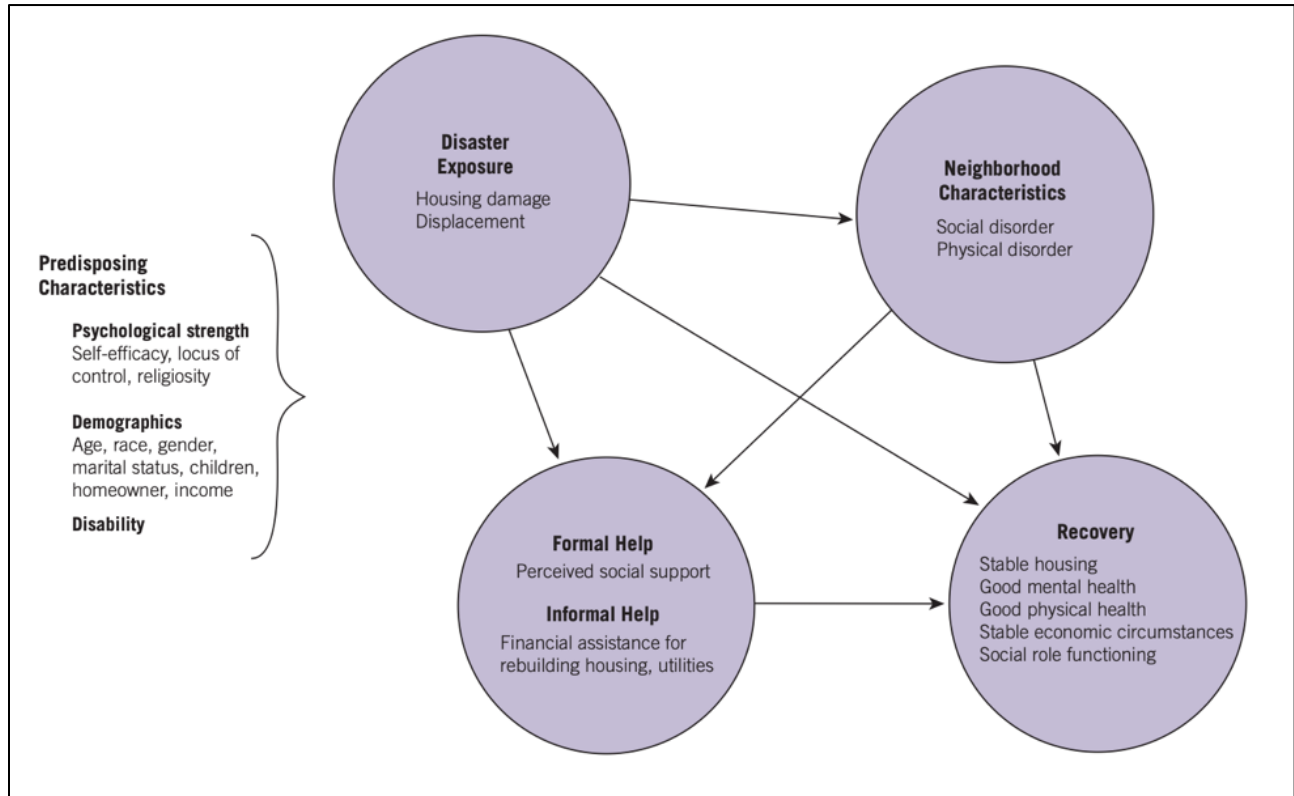 Disaster
Exposure
Housing damage
Displacement
Neighborhood
Characteristics
Social disorder
Physical disorder
Predisposing
Characteristics
Psychological strength
Self-efficacy, locus of
control, religiosity
Demographics
Age, race, gender,
marital status, children,
homeowner, income
Disability
Formal Help
Perceived social support
Informal Help
Financial assistance for
rebuilding housing, utilities
Recovery
Stable housing
Good mental health
Good physical health
Stable economic circumstances
Social role functioning